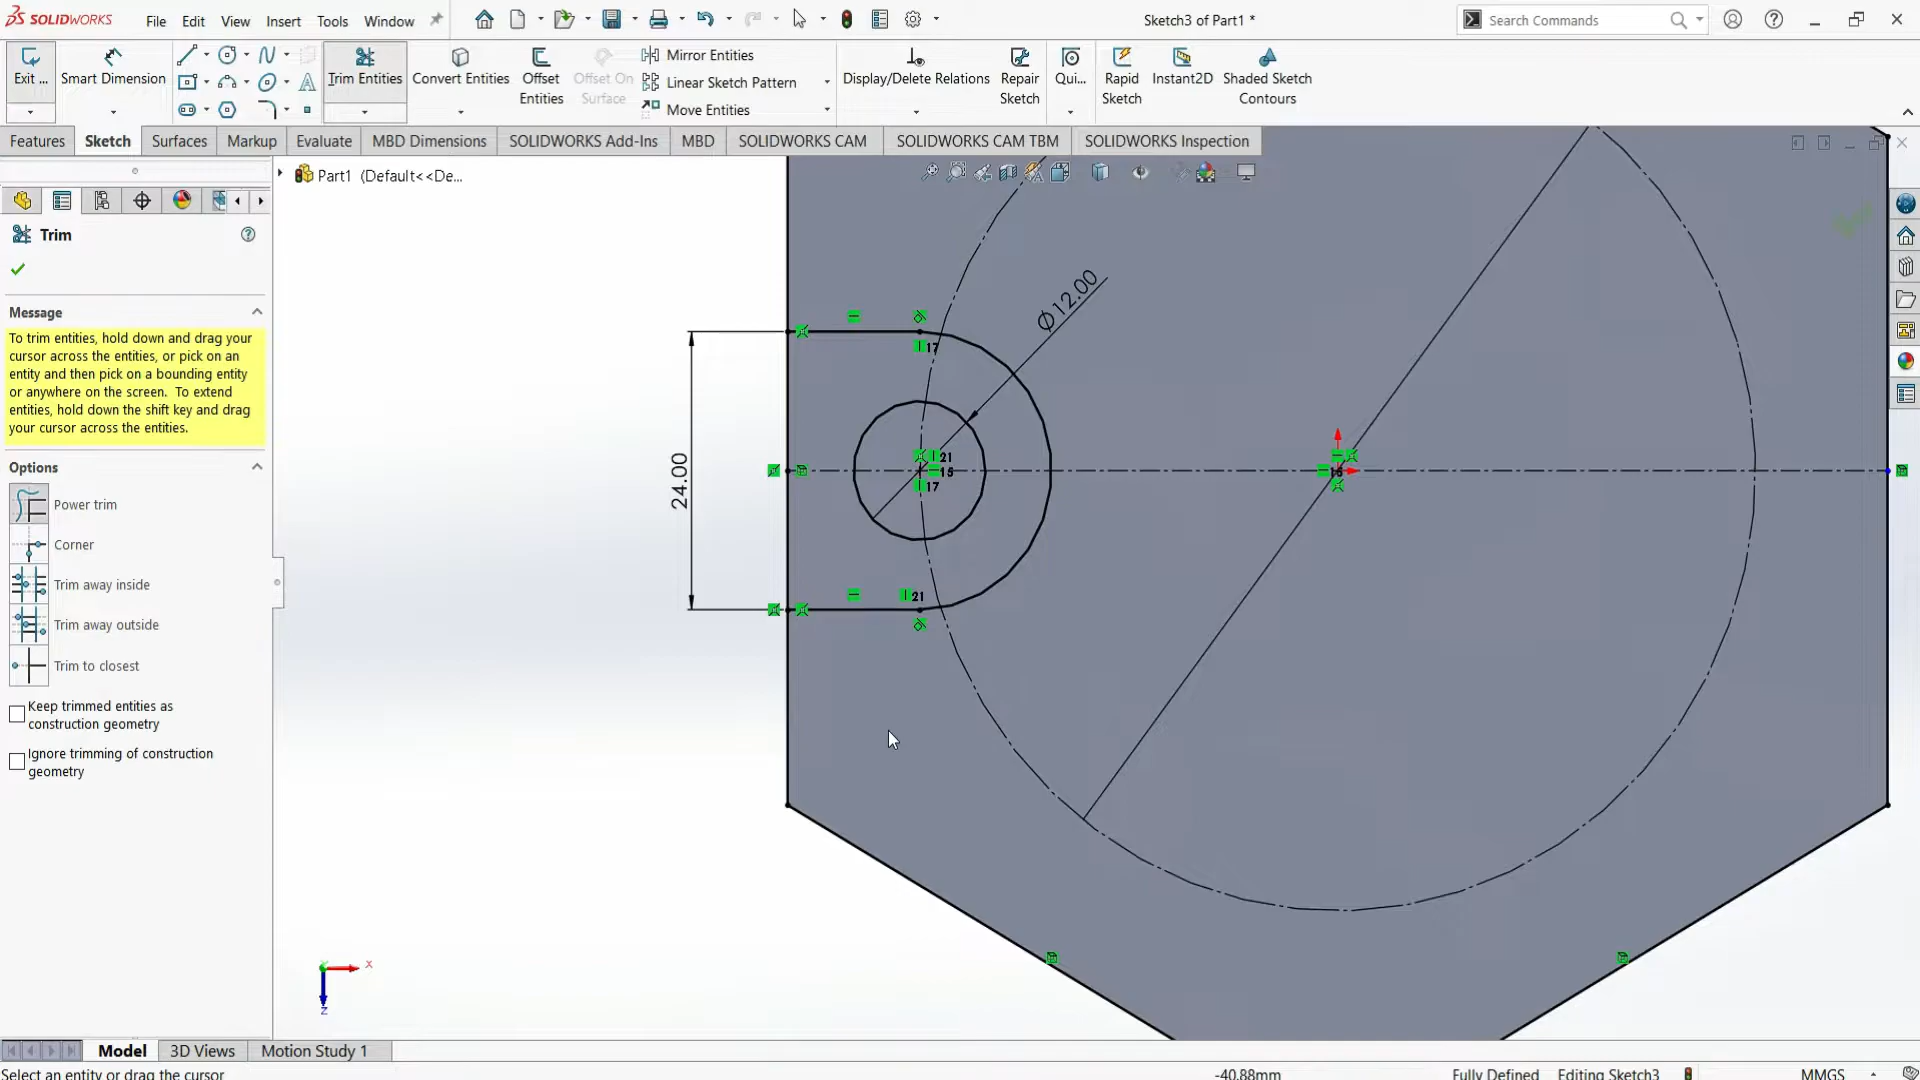 SOLIDWORKS
File
Edit
View
Insert
Tools
Window
Sketch3 of Part1 *
Search Commands
Exit ...
Smart Dimension
Trim Entities
Convert Entities
Offset
Entities
Offset On
Surface
Mirror Entities
Linear Sketch Pattern
Move Entities
Display/Delete Relations
Repair
Sketch
Qui...
Rapid
Sketch
Instant2D
Shaded Sketch
Contours
Features
Sketch
Surfaces
Markup
Evaluate
MBD Dimensions
SOLIDWORKS Add-Ins
MBD
SOLIDWORKS CAM
SOLIDWORKS CAM TBM
SOLIDWORKS Inspection
Part1 (Default<<De...
Trim
Message
To trim entities, hold down and drag your
cursor across the entities, or pick on an
entity and then pick on a bounding entity
or anywhere on the screen. To extend
entities, hold down the shift key and drag
your cursor across the entities.
Options
Power trim
Corner
Trim away inside
Trim away outside
Trim to closest
Keep trimmed entities as
construction geometry
Ignore trimming of construction
geometry
Ø12.00
24.00
17
21
15
17
21
15
X
Z
Model
3D Views
Motion Study 1
Select an entity or drag the cursor
-40.88mm
Fully Defined
Editing Sketch3
MMGS